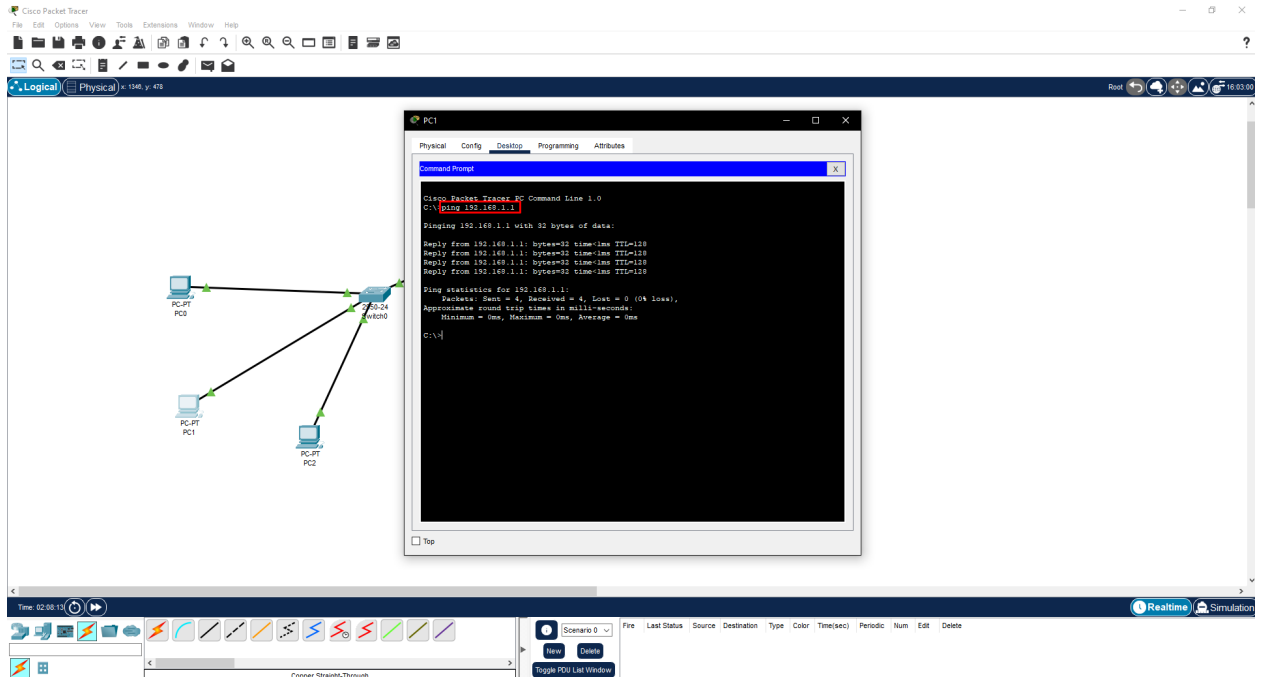 Cisco Packet Tracer
File Edit Options View Tools Extensions Window Help
?
Logical Physical x: 1346, y: 478 Root 16:03:00
PC1
Physical Config Desktop Programming Attributes
Command Prompt X
Cisco Packet Tracer PC Command Line 1.0
C:\>ping 192.168.1.1
Pinging 192.168.1.1 with 32 bytes of data:
Reply from 192.168.1.1: bytes=32 time<1ms TTL=128
Reply from 192.168.1.1: bytes=32 time<1ms TTL=128
Reply from 192.168.1.1: bytes=32 time<1ms TTL=128
Reply from 192.168.1.1: bytes=32 time<1ms TTL=128
Ping statistics for 192.168.1.1:
Packets: Sent = 4, Received = 4, Lost = 0 (0% loss),
Approximate round trip times in milli-seconds:
Minimum = 0ms, Maximum = 0ms, Average = 0ms
C:\>
PC-PT
PC0
2950-24
Switch0
PC-PT
PC1
PC-PT
PC2
Top
Time: 02:08:13 Realtime Simulation
Scenario 0
New Delete
Toggle PDU List Window
Fire Last Status Source Destination Type Color Time(sec) Periodic Num Edit Delete
Copper Straight-Through